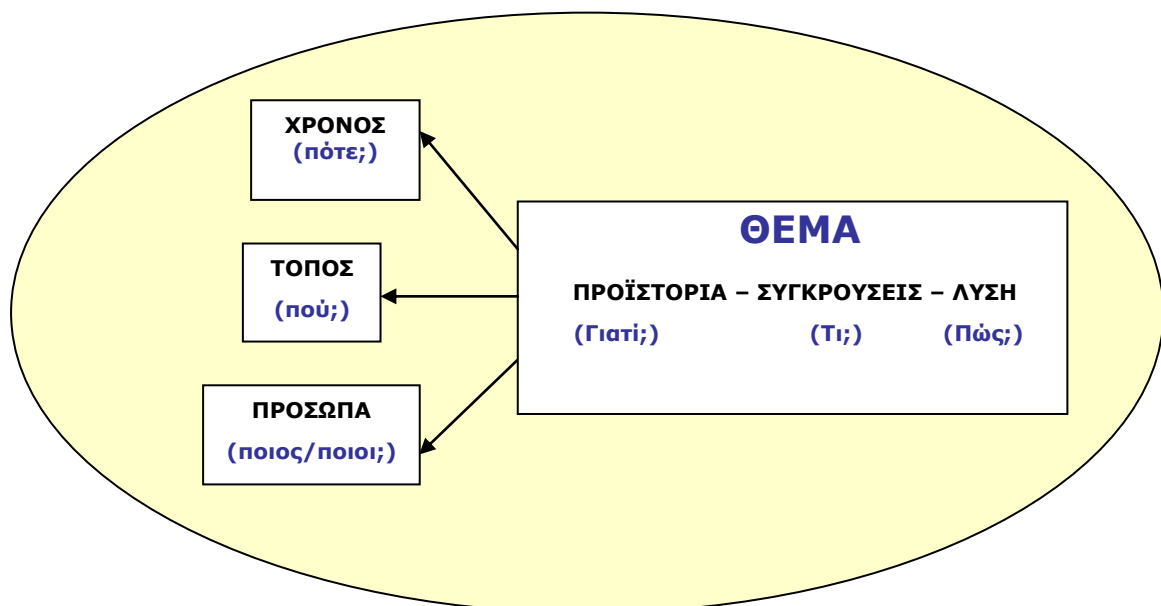 ΧΡΟΝΟΣ
(πότε;)
ΤΟΠΟΣ
(πού;)
ΠΡΟΣΩΠΑ
(ποιος/ποιοι;)
ΘΕΜΑ
ΠΡΟΪΣΤΟΡΙΑ – ΣΥΓΚΡΟΥΣΕΙΣ – ΛΥΣΗ
(Γιατί;) (Τι;) (Πώς;)